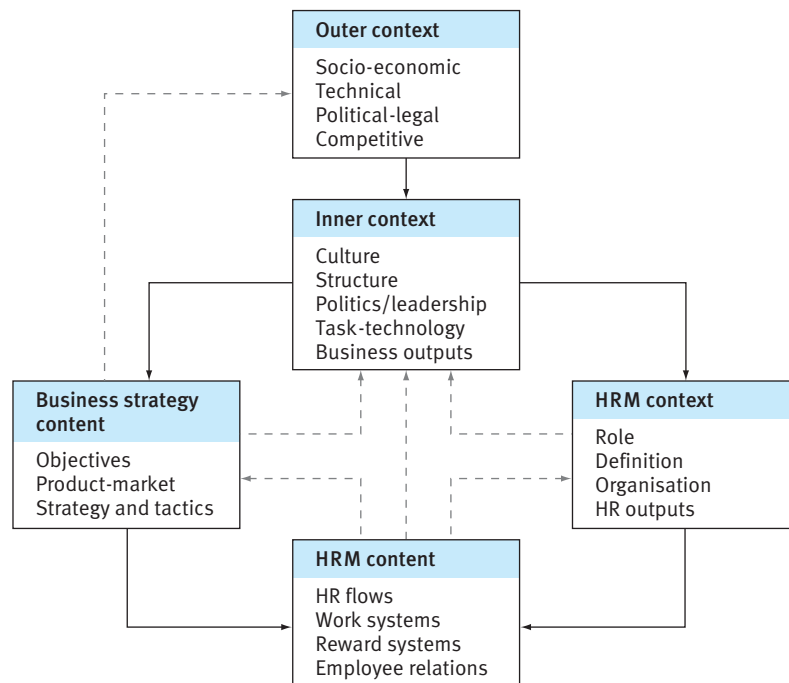 Outer context
Socio-economic
Technical
Political-legal
Competitive
Inner context
Culture
Structure
Politics/leadership
Task-technology
Business outputs
Business strategy
content
Objectives
Product-market
Strategy and tactics
HRM context
Role
Definition
Organisation
HR outputs
HRM content
HR flows
Work systems
Reward systems
Employee relations